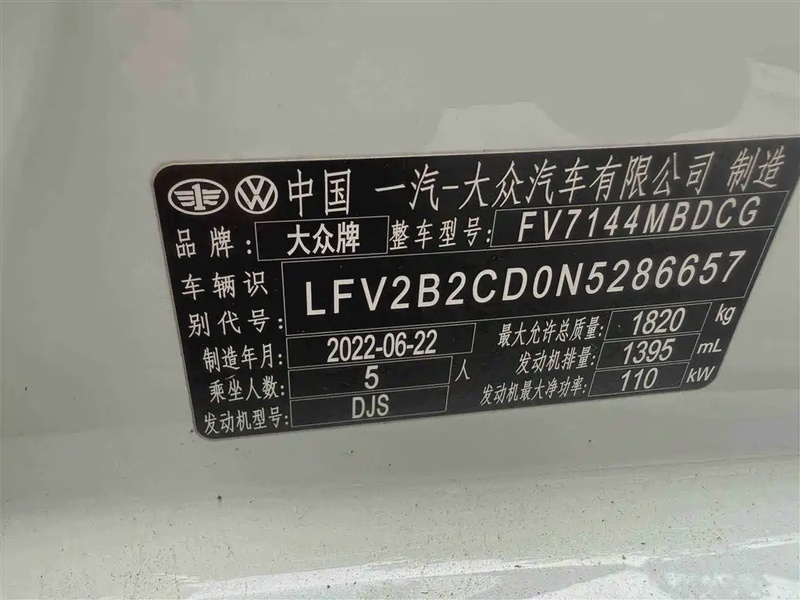 中国 一汽-大众汽车有限公司 制造
品牌: 大众牌 整车型号: FV7144MBDCG
车辆识别代号: LFV2B2CD0N5286657
制造年月: 2022-06-22 最大允许总质量: 1820 kg
乘坐人数: 5 人 发动机排量: 1395 mL
发动机型号: DJS 发动机最大净功率: 110 kW